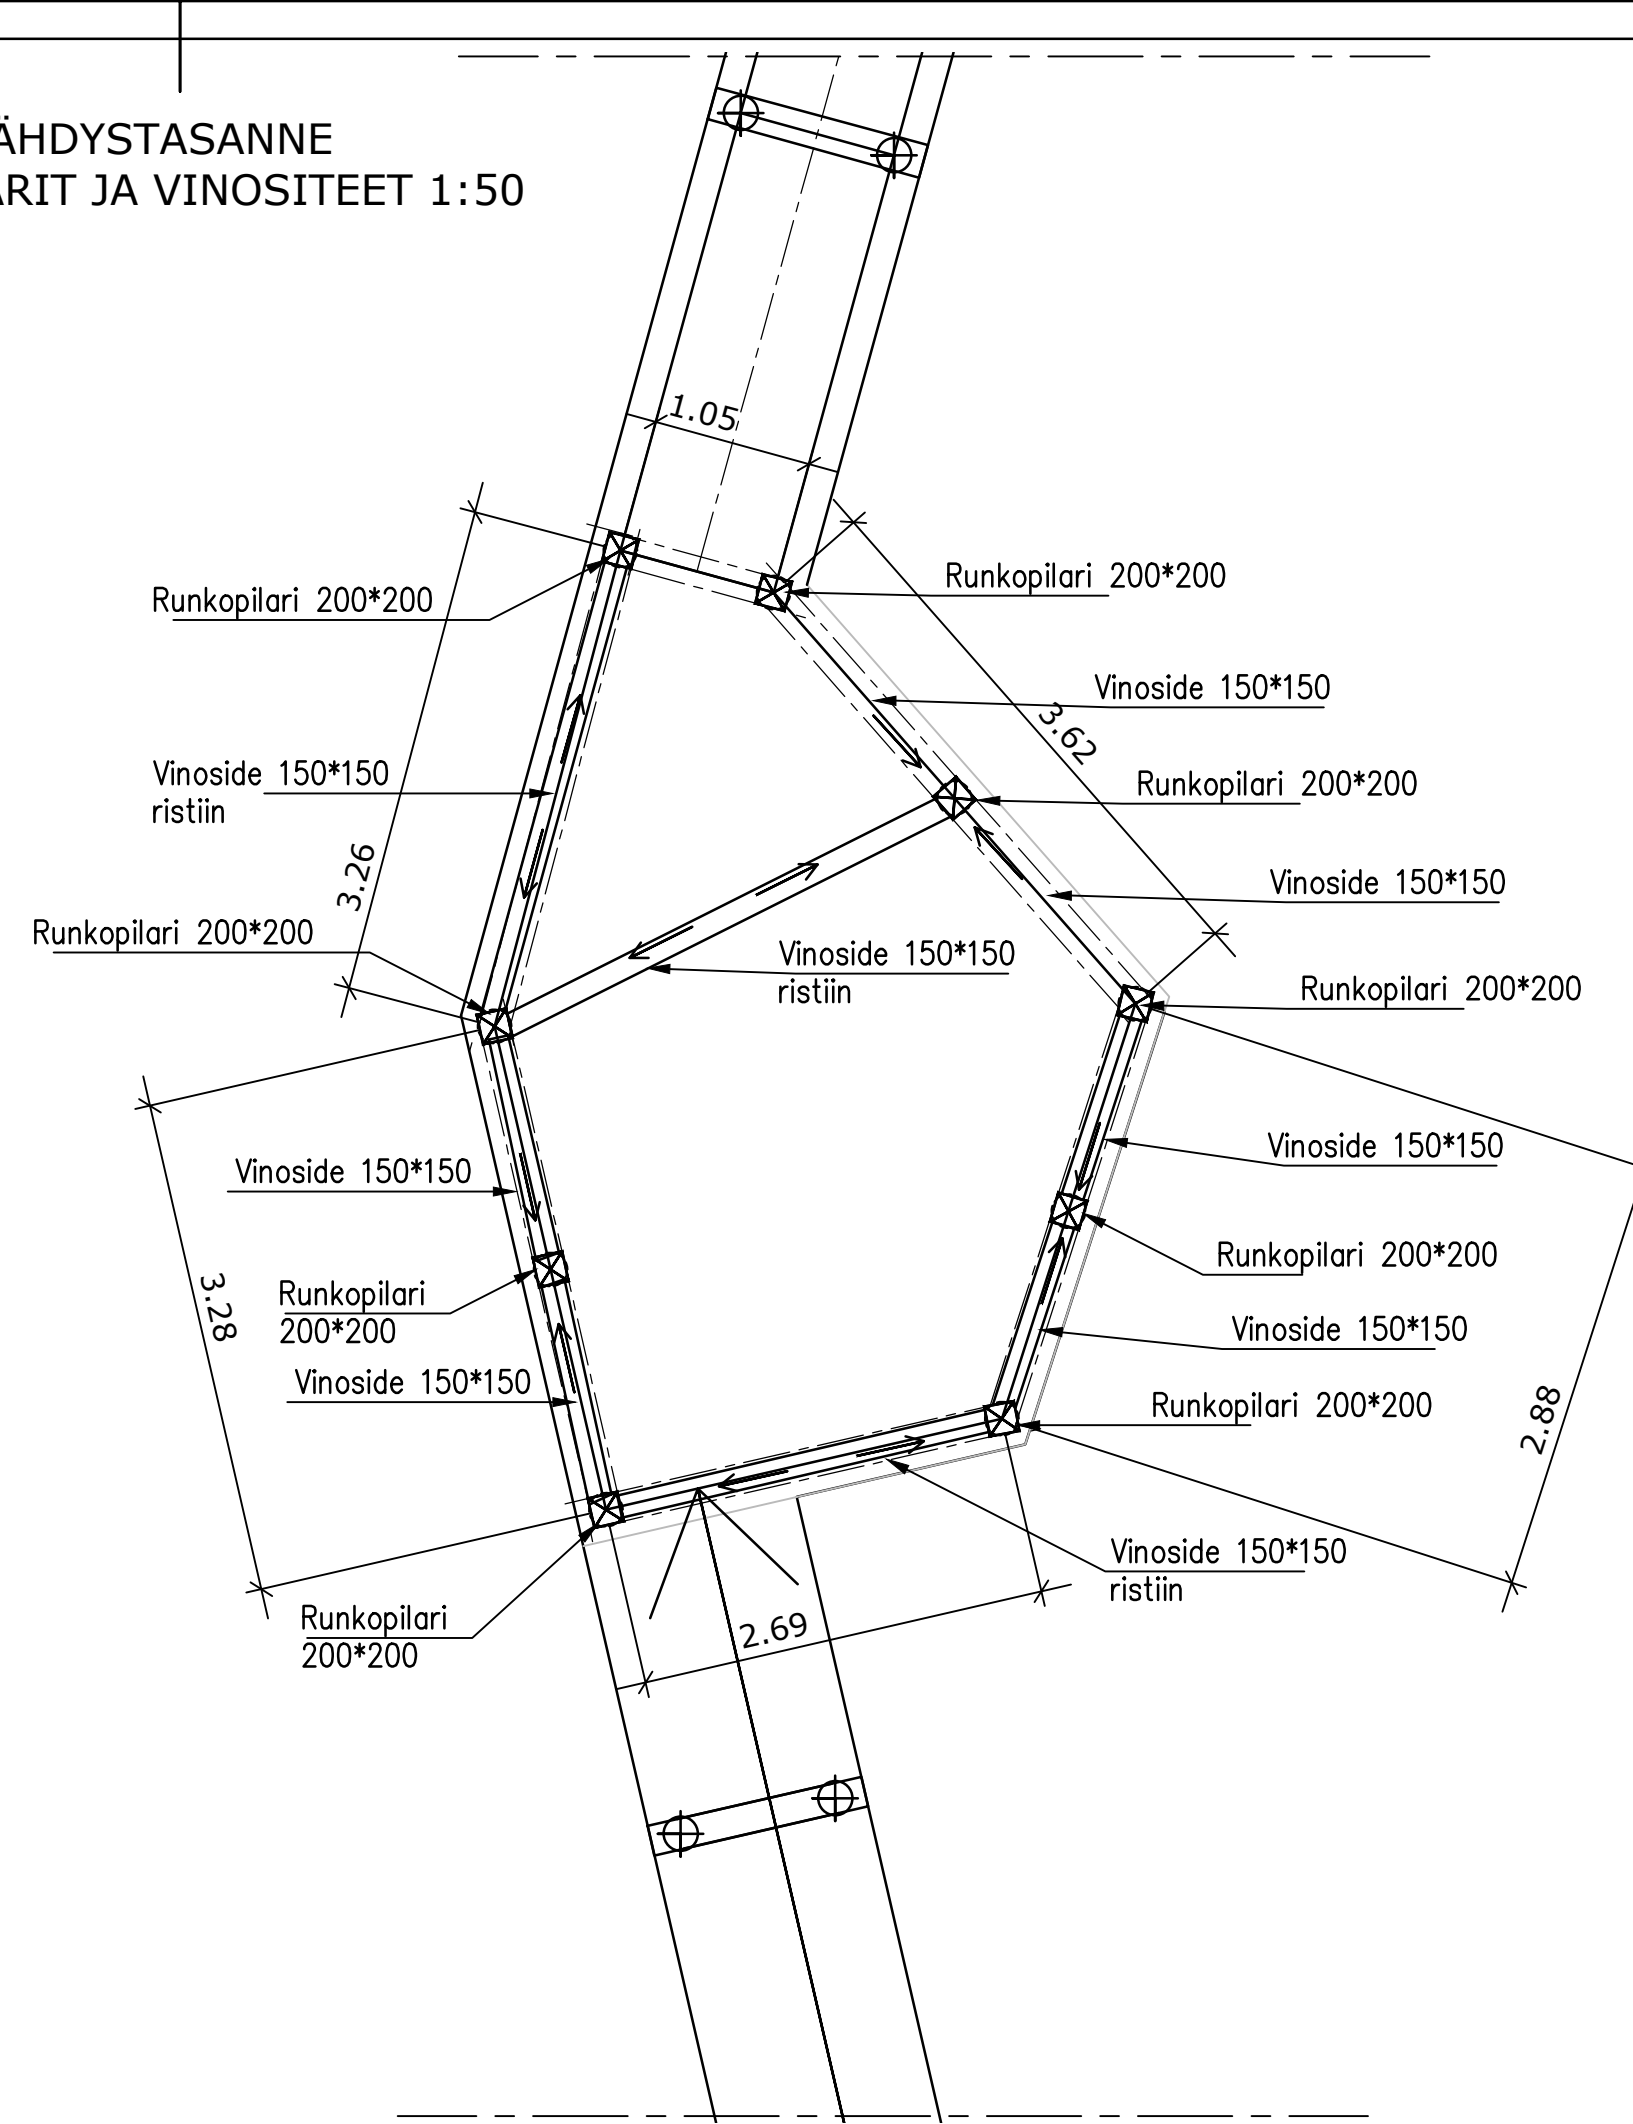 ÄHDYSTASANNE
ARIT JA VINOSITEET 1:50
1.05
Runkopilari 200*200
Runkopilari 200*200
Vinoside 150*150
3.62
Vinoside 150*150
ristiin
Runkopilari 200*200
3.26
Vinoside 150*150
Runkopilari 200*200
Vinoside 150*150
ristiin
Runkopilari 200*200
Vinoside 150*150
Vinoside 150*150
Runkopilari 200*200
3.28
Runkopilari
200*200
Vinoside 150*150
Vinoside 150*150
Runkopilari 200*200
2.88
Vinoside 150*150
ristiin
Runkopilari
200*200
2.69